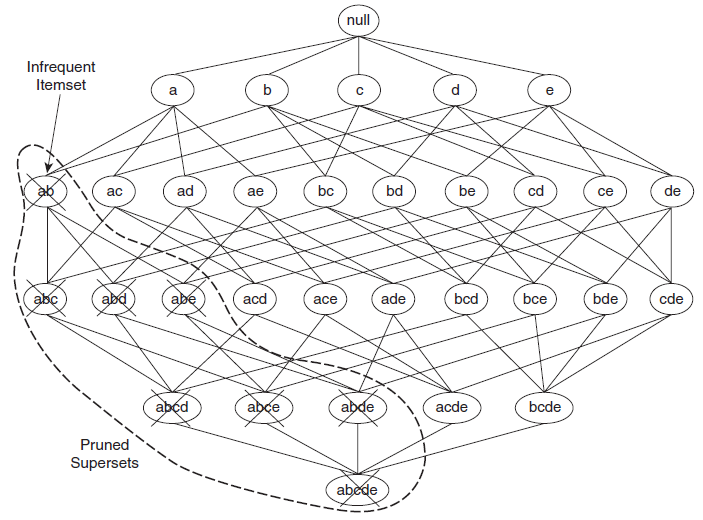 null
Infrequent
Itemset
a
b
c
d
e
ab
ac
ad
ae
bc
bd
be
cd
ce
de
abc
abd
abe
acd
ace
ade
bcd
bce
bde
cde
abcd
abce
abde
acde
bcde
Pruned
Supersets
abcde